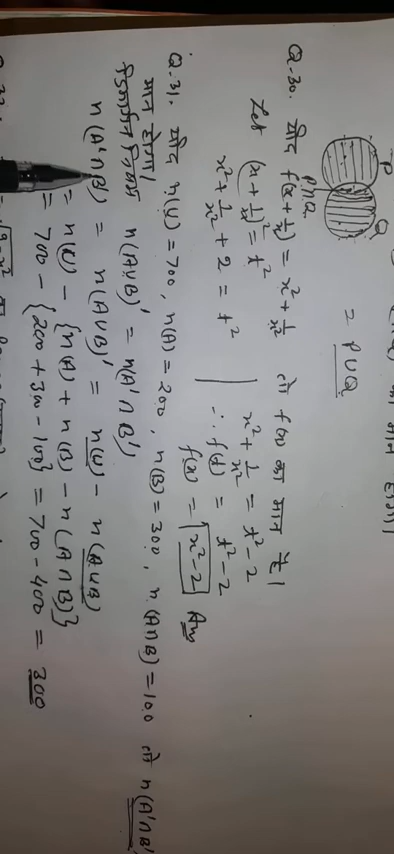 P
Q
P∩Q
= P∪Q
Q.30. यदि f(x + 1/x) = x² + 1/x² तो f(x) का मान है।
Let (x + 1/x)² = t²
x² + 1/x² + 2 = t²
x² + 1/x² = t² - 2
∴ f(t) = t² - 2
f(x) = x² - 2 Ans
Q.31. यदि n(U) = 700, n(A) = 200, n(B) = 300, n(A∩B) = 100 तो n(A'∩B'
मान होगा।
n(A∪B)' = n(A'∩B')
n(A'∩B') = n(A∪B)' = n(U) - n(A∪B)
= n(U) - {n(A) + n(B) - n(A∩B)}
= 700 - {200 + 300 - 100} = 700 - 400 = 300